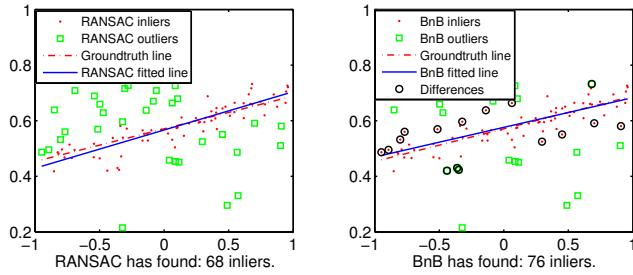 RANSAC inliers
RANSAC outliers
Groundtruth line
RANSAC fitted line
1
0.8
0.6
0.4
0.2
−1
−0.5
0
0.5
1
RANSAC has found: 68 inliers.
BnB inliers
BnB outliers
Groundtruth line
BnB fitted line
Differences
1
0.8
0.6
0.4
0.2
−1
−0.5
0
0.5
1
BnB has found: 76 inliers.